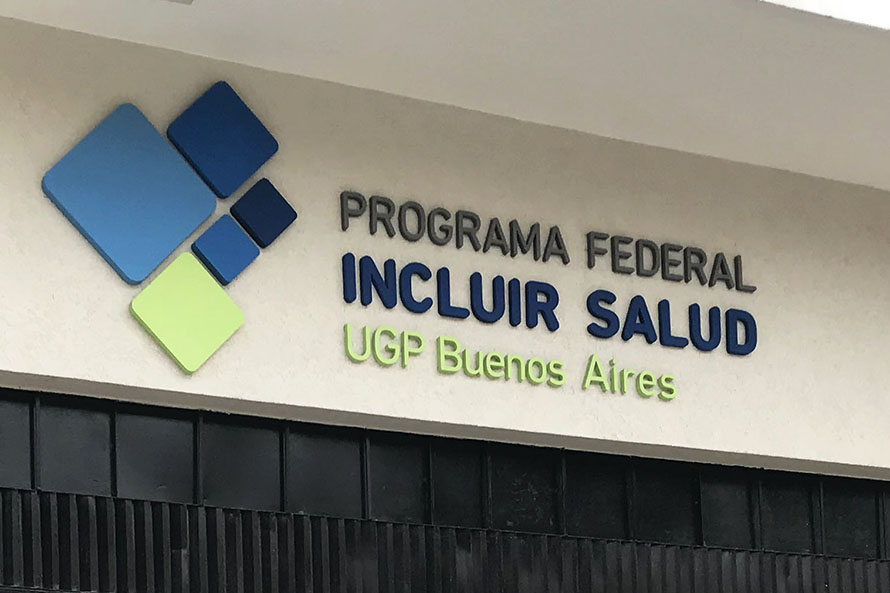 PROGRAMA FEDERAL
INCLUIR SALUD
UGP Buenos Aires